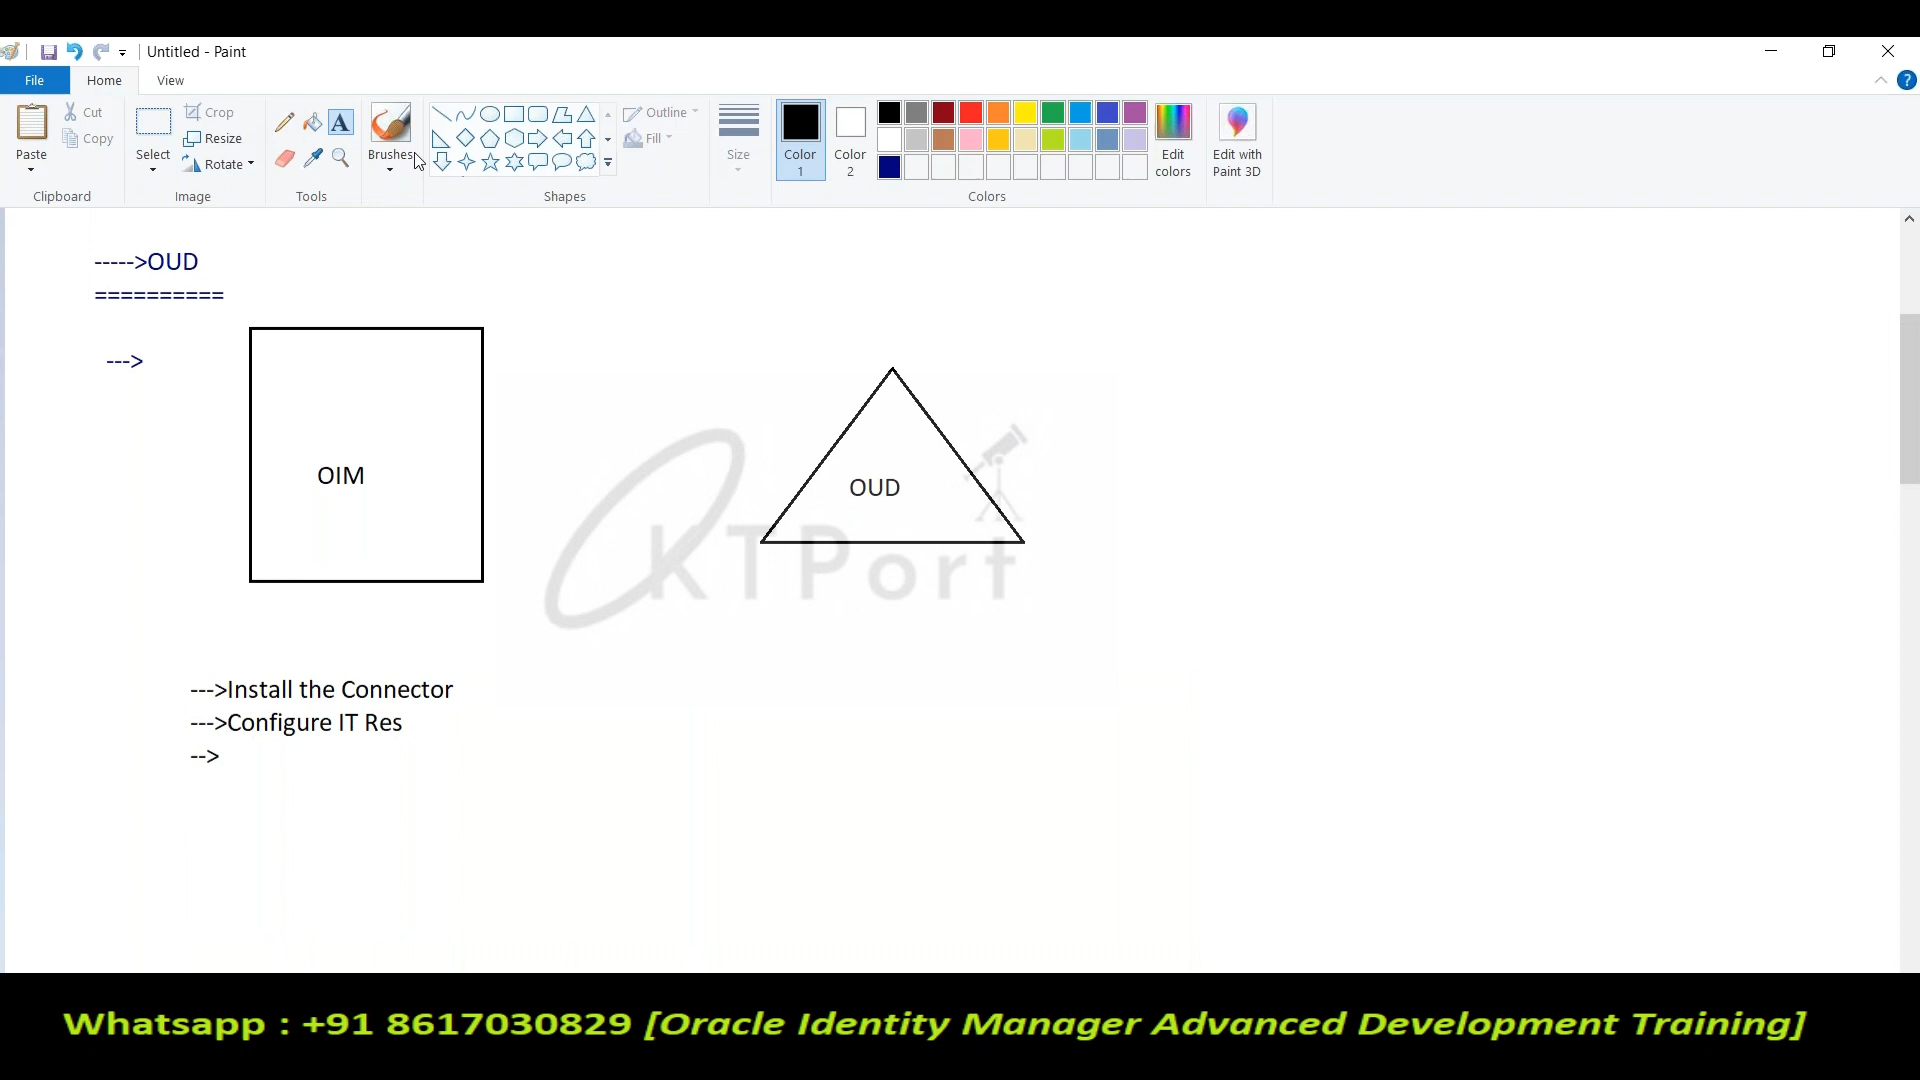 Untitled - Paint
File
Home
View
Paste
Cut
Copy
Clipboard
Select
Crop
Resize
Rotate
Image
A
Tools
Brushes
Outline
Fill
Shapes
Size
Color
1
Color
2
Edit
colors
Colors
Edit with
Paint 3D
?
----->OUD
==========
--->
OIM
OUD
KTPort
--->Install the Connector
--->Configure IT Res
-->
Whatsapp : +91 8617030829 [Oracle Identity Manager Advanced Development Training]